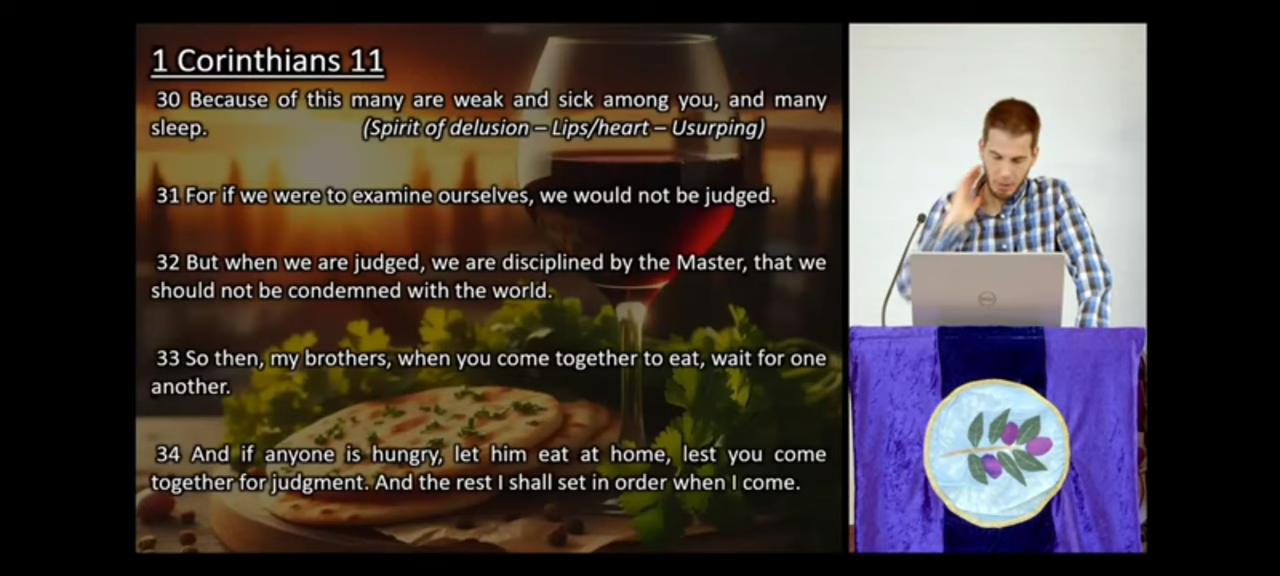 1 Corinthians 11
30 Because of this many are weak and sick among you, and many
sleep. (Spirit of delusion – Lips/heart – Usurping)
31 For if we were to examine ourselves, we would not be judged.
32 But when we are judged, we are disciplined by the Master, that we
should not be condemned with the world.
33 So then, my brothers, when you come together to eat, wait for one
another.
34 And if anyone is hungry, let him eat at home, lest you come
together for judgment. And the rest I shall set in order when I come.
DELL